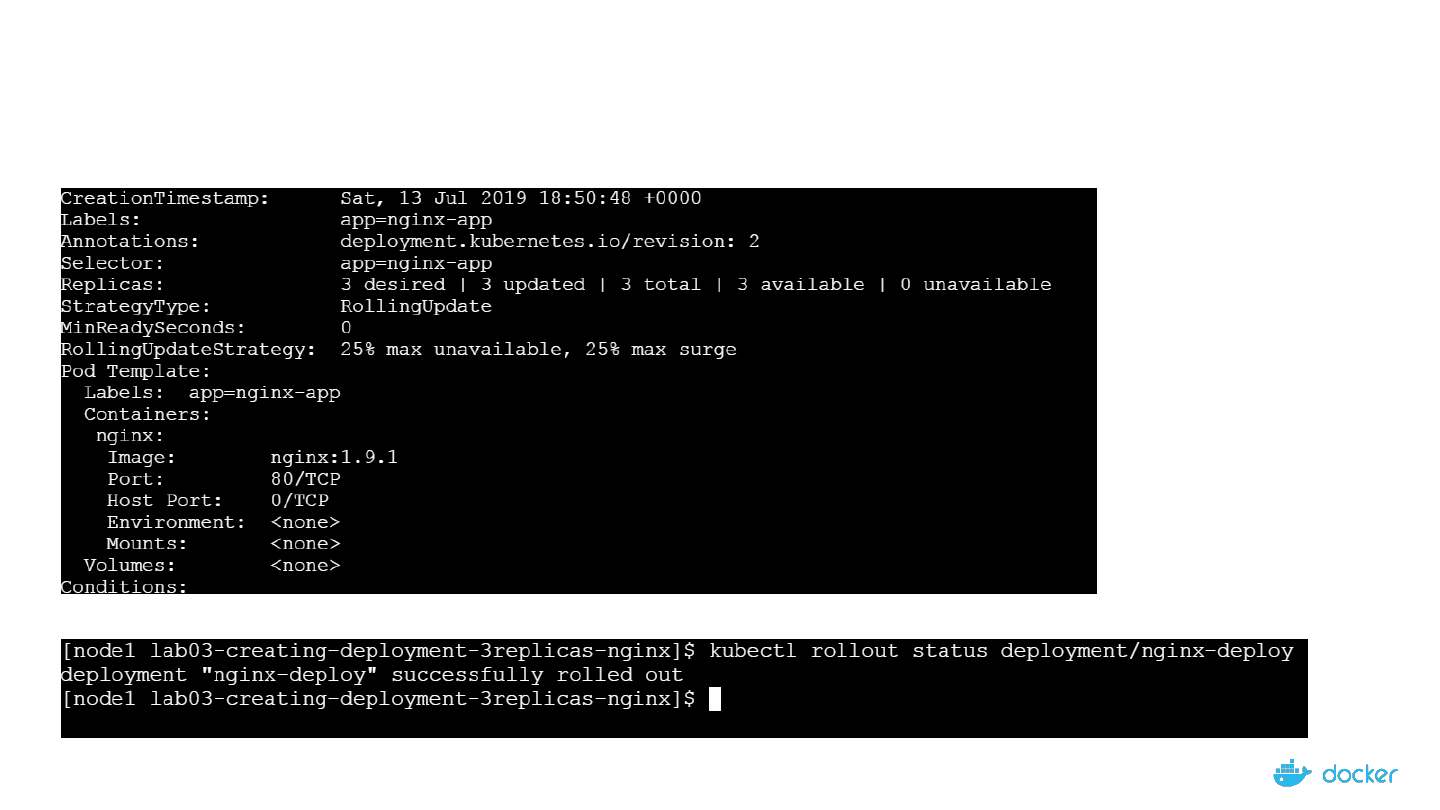 CreationTimestamp:      Sat, 13 Jul 2019 18:50:48 +0000
Labels:                 app=nginx-app
Annotations:            deployment.kubernetes.io/revision: 2
Selector:               app=nginx-app
Replicas:               3 desired | 3 updated | 3 total | 3 available | 0 unavailable
StrategyType:           RollingUpdate
MinReadySeconds:        0
RollingUpdateStrategy:  25% max unavailable, 25% max surge
Pod Template:
  Labels:  app=nginx-app
  Containers:
   nginx:
    Image:        nginx:1.9.1
    Port:         80/TCP
    Host Port:    0/TCP
    Environment:  <none>
    Mounts:       <none>
  Volumes:        <none>
Conditions:
[node1 lab03-creating-deployment-3replicas-nginx]$ kubectl rollout status deployment/nginx-deploy
deployment "nginx-deploy" successfully rolled out
[node1 lab03-creating-deployment-3replicas-nginx]$
docker